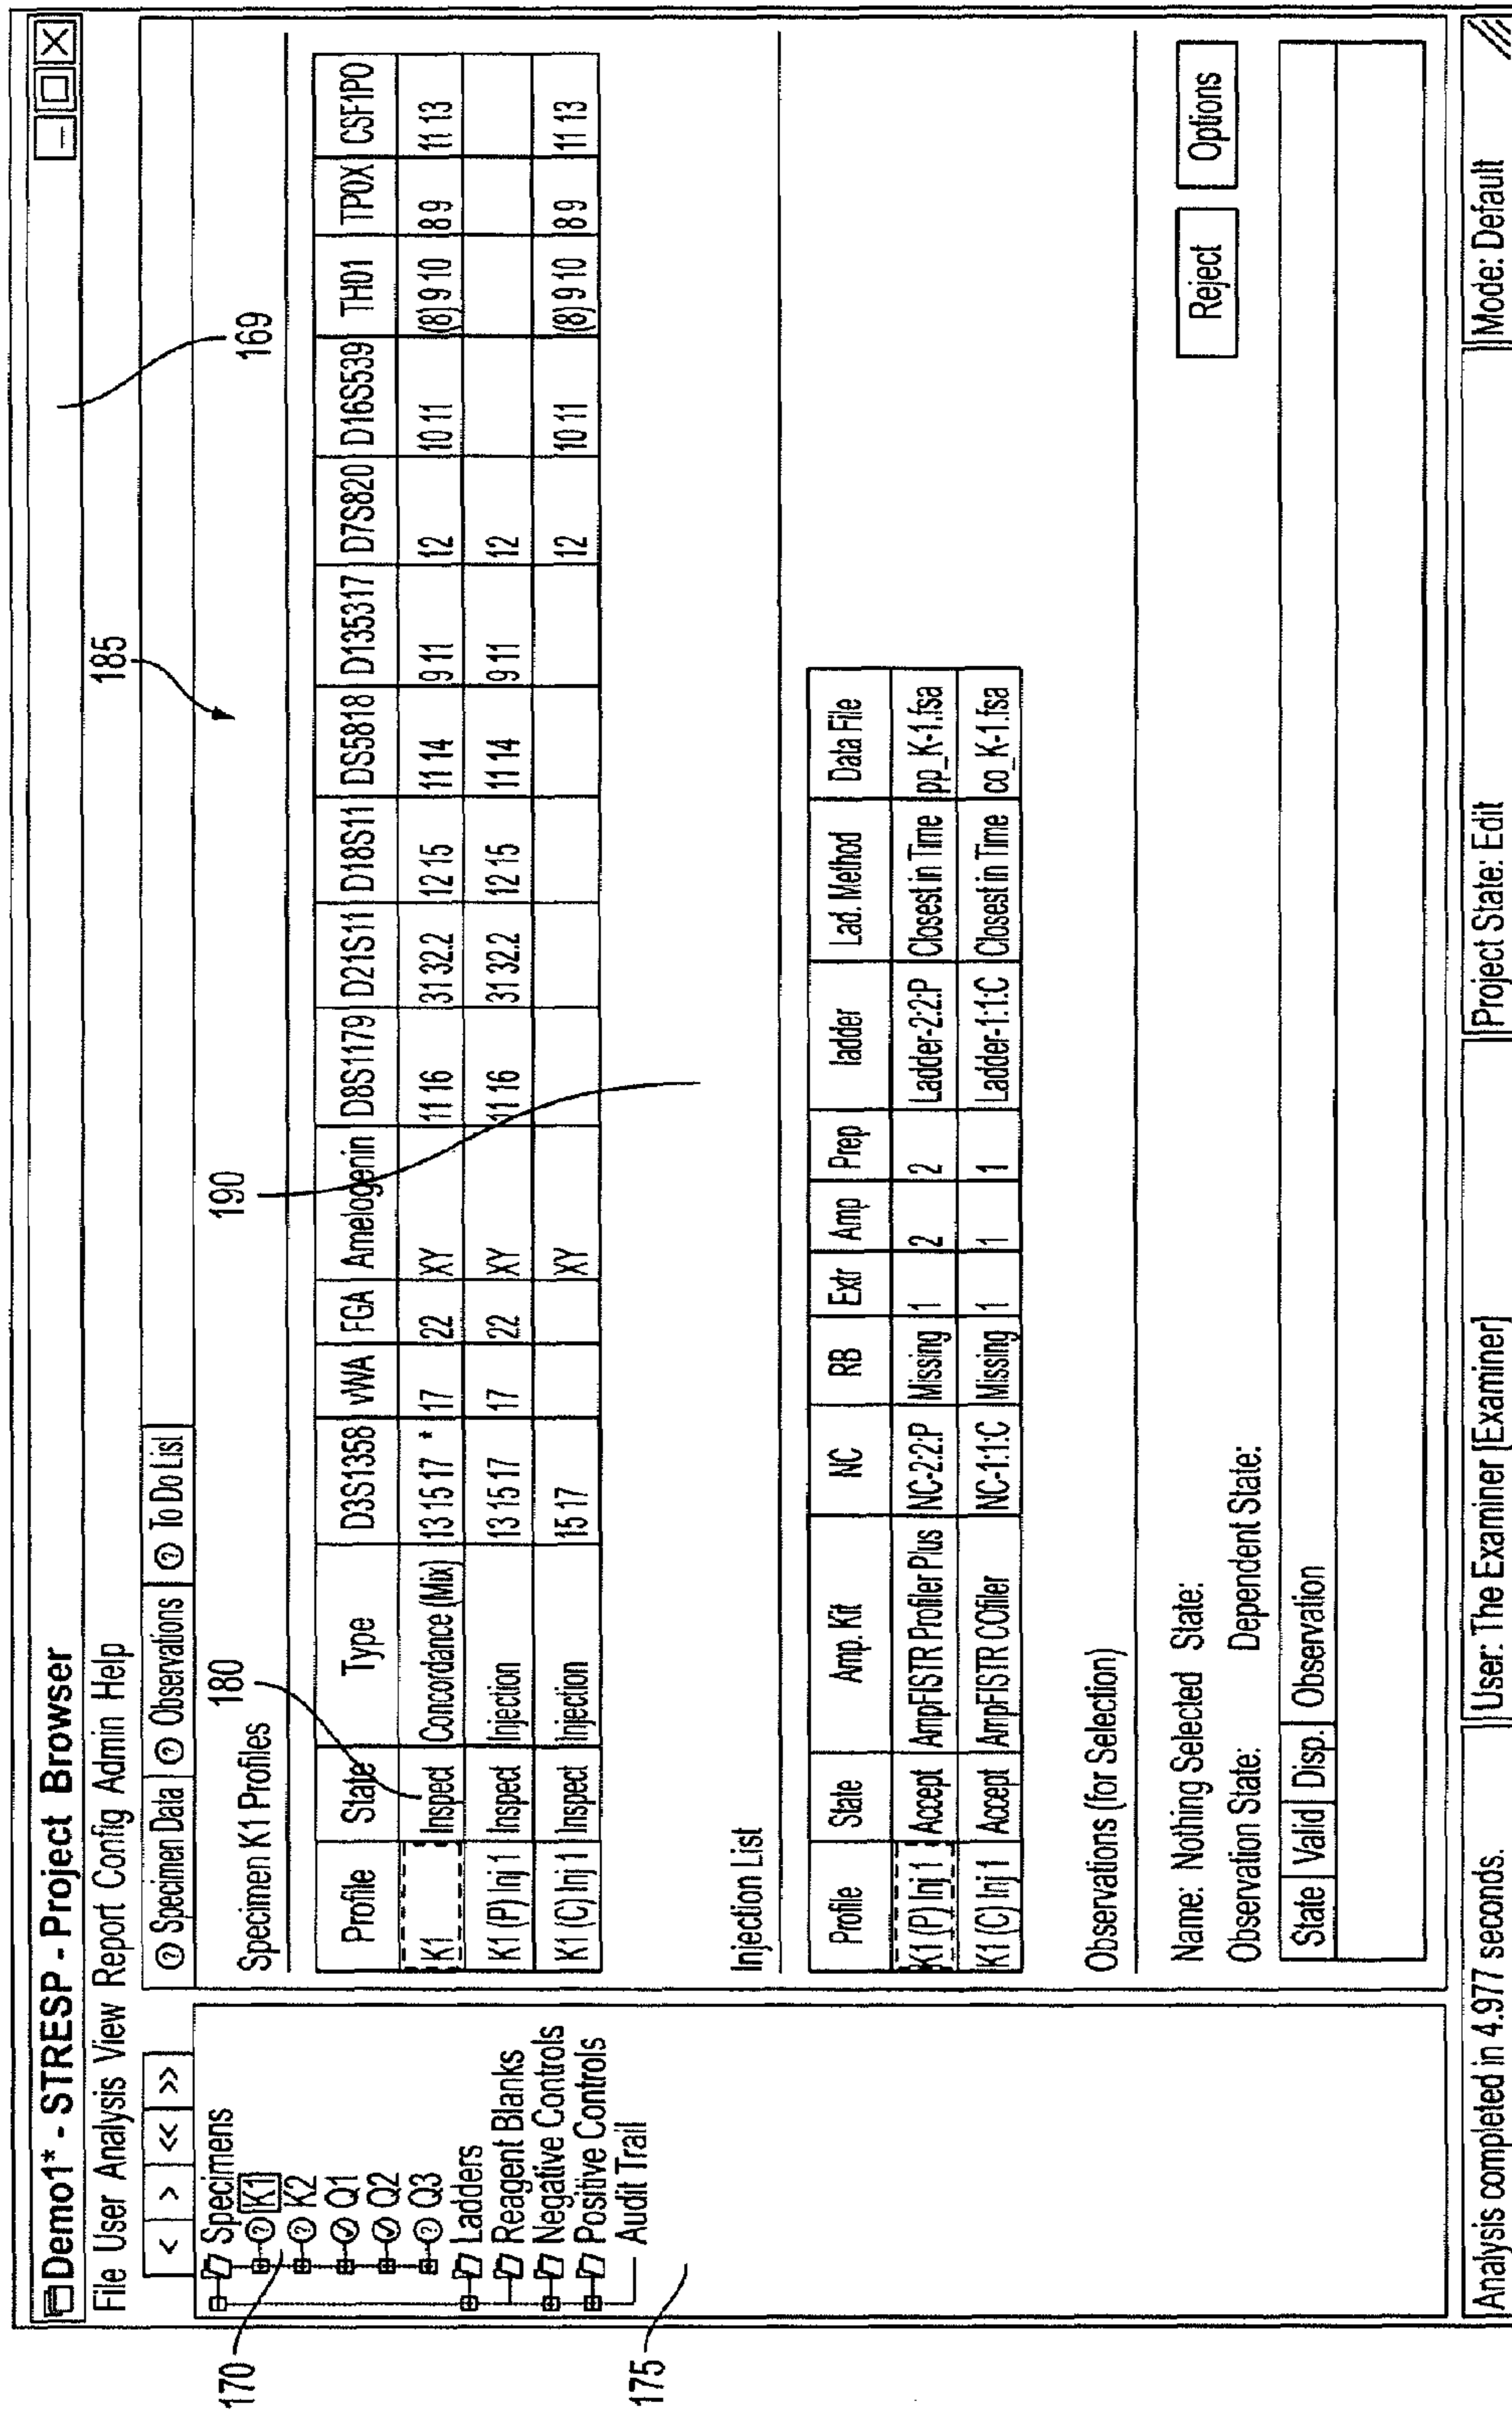 Demo1* - STRESP - Project Browser
169
File User Analysis View Report Config Admin Help
185
< > << >>
Specimen Data Observations To Do List
170
Specimens
K1
K2
Q1
Q2
Q3
Ladders
Reagent Blanks
Negative Controls
Positive Controls
Audit Trail
175
Specimen K1 Profiles
180
190
Profile State Type D3S1358 vWA FGA Amelogenin D8S1179 D21S11 D18S11 DS5818 D135317 D7S820 D16S539 TH01 TP0X CSF1PO
K1 Inspect Concordance (Mix) 13 15 17 * 17 22 XY 11 16 31 32.2 12 15 11 14 9 11 12 10 11 (8) 9 10 8 9 11 13
K1 (P) Inj 1 Inspect Injection 13 15 17 17 22 XY 11 16 31 32.2 12 15 11 14 9 11 12
K1 (C) Inj 1 Inspect Injection 15 17 XY 12 10 11 (8) 9 10 8 9 11 13
Injection List
Profile State Amp. Kit NC RB Extr Amp Prep ladder Lad. Method Data File
K1 (P) Inj 1 Accept AmpFISTR Profiler Plus NC-2:2:P Missing 1 2 2 Ladder-2:2:P Closest in Time pp_K-1.fsa
K1 (C) Inj 1 Accept AmpFISTR COfiler NC-1:1:C Missing 1 1 1 Ladder-1:1:C Closest in Time co_K-1.fsa
Observations (for Selection)
Name: Nothing Selected State:
Observation State: Dependent State:
Reject Options
State Valid Disp. Observation
Analysis completed in 4.977 seconds. User: The Examiner [Examiner] Project State: Edit Mode: Default